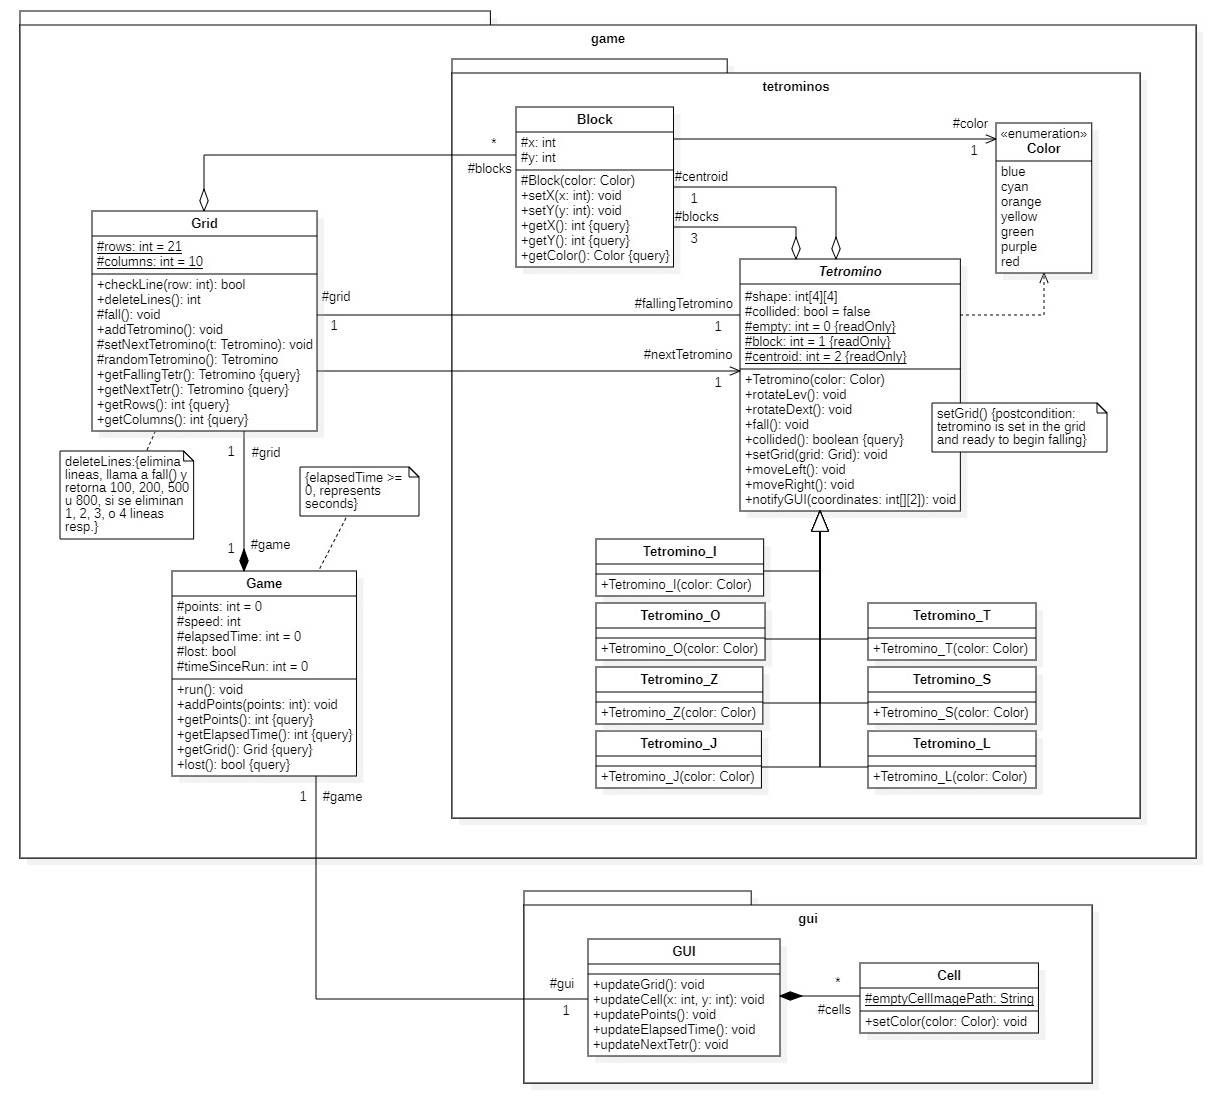 game
tetrominos
Block
#x: int
#y: int
#Block(color: Color)
+setX(x: int): void
+setY(y: int): void
+getX(): int {query}
+getY(): int {query}
+getColor(): Color {query}
#color
1
«enumeration»
Color
blue
cyan
orange
yellow
green
purple
red
*
#blocks
#centroid
1
#blocks
3
Grid
#rows: int = 21
#columns: int = 10
+checkLine(row: int): bool
+deleteLines(): int
#fall(): void
+addTetromino(): void
#setNextTetromino(t: Tetromino): void
#randomTetromino(): Tetromino
+getFallingTetr(): Tetromino {query}
+getNextTetr(): Tetromino {query}
+getRows(): int {query}
+getColumns(): int {query}
#grid
1
#fallingTetromino
1
#nextTetromino
1
Tetromino
#shape: int[4][4]
#collided: bool = false
#empty: int = 0 {readOnly}
#block: int = 1 {readOnly}
#centroid: int = 2 {readOnly}
+Tetromino(color: Color)
+rotateLev(): void
+rotateDext(): void
+fall(): void
+collided(): boolean {query}
+setGrid(grid: Grid): void
+moveLeft(): void
+moveRight(): void
+notifyGUI(coordinates: int[][2]): void
setGrid() {postcondition:
tetromino is set in the grid
and ready to begin falling}
deleteLines:{elimina
lineas, llama a fall() y
retorna 100, 200, 500
u 800, si se eliminan
1, 2, 3, o 4 lineas
resp.}
1
#grid
{elapsedTime >=
0, represents
seconds}
1
#game
Game
#points: int = 0
#speed: int
#elapsedTime: int = 0
#lost: bool
#timeSinceRun: int = 0
+run(): void
+addPoints(points: int): void
+getPoints(): int {query}
+getElapsedTime(): int {query}
+getGrid(): Grid {query}
+lost(): bool {query}
1
#game
Tetromino_I
+Tetromino_I(color: Color)
Tetromino_O
+Tetromino_O(color: Color)
Tetromino_T
+Tetromino_T(color: Color)
Tetromino_Z
+Tetromino_Z(color: Color)
Tetromino_S
+Tetromino_S(color: Color)
Tetromino_J
+Tetromino_J(color: Color)
Tetromino_L
+Tetromino_L(color: Color)
gui
#gui
1
GUI
+updateGrid(): void
+updateCell(x: int, y: int): void
+updatePoints(): void
+updateElapsedTime(): void
+updateNextTetr(): void
*
#cells
Cell
#emptyCellImagePath: String
+setColor(color: Color): void